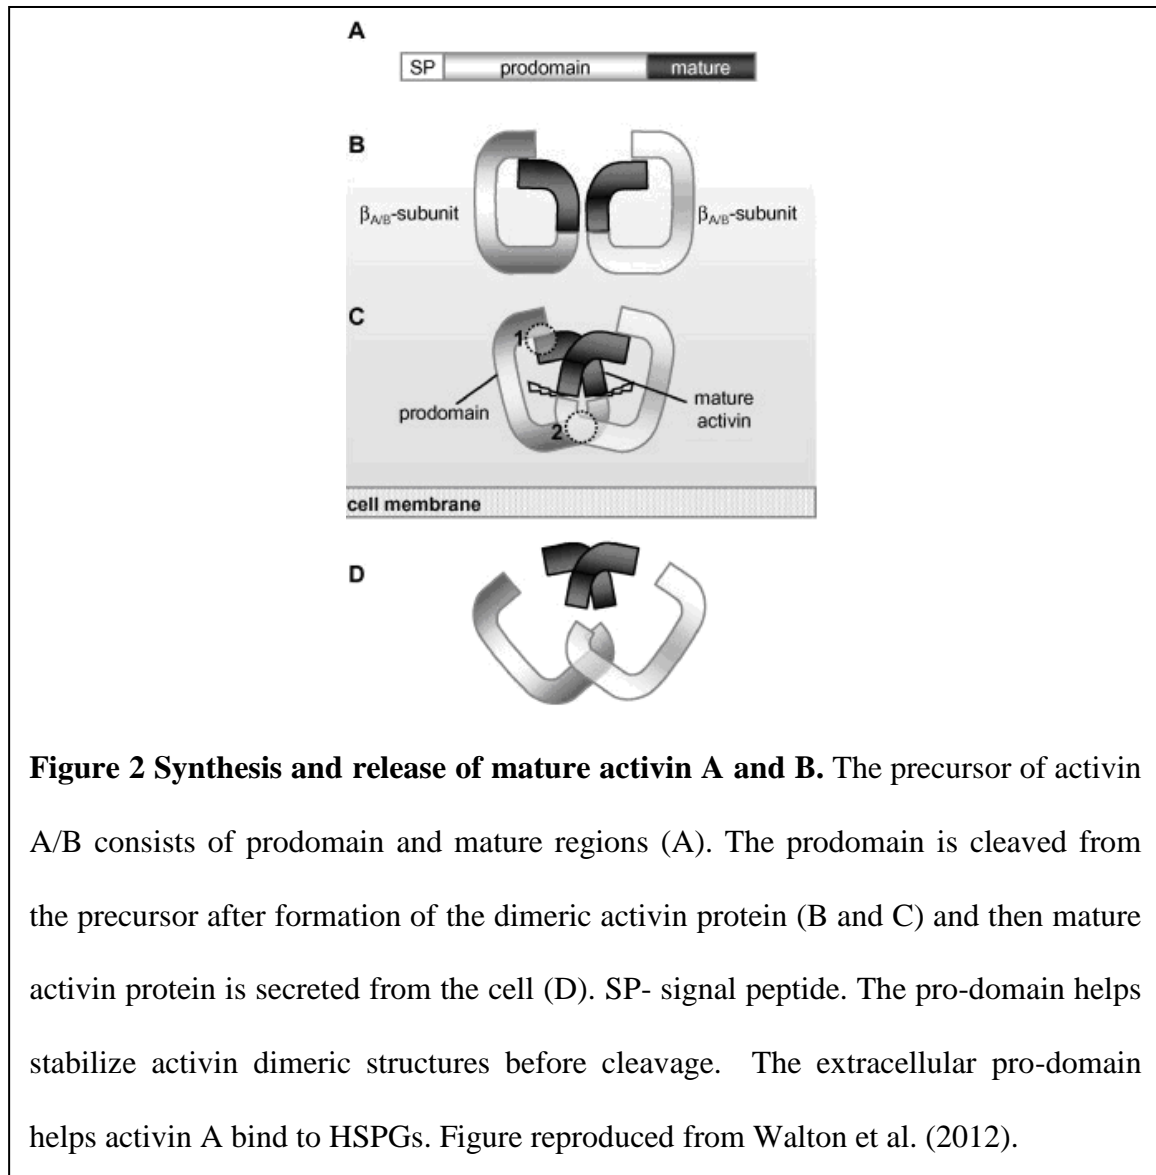 A
SP prodomain mature
B
βA/B-subunit βA/B-subunit
C
1
prodomain
mature
activin
2
cell membrane
D
Figure 2 Synthesis and release of mature activin A and B. The precursor of activin
A/B consists of prodomain and mature regions (A). The prodomain is cleaved from
the precursor after formation of the dimeric activin protein (B and C) and then mature
activin protein is secreted from the cell (D). SP- signal peptide. The pro-domain helps
stabilize activin dimeric structures before cleavage. The extracellular pro-domain
helps activin A bind to HSPGs. Figure reproduced from Walton et al. (2012).